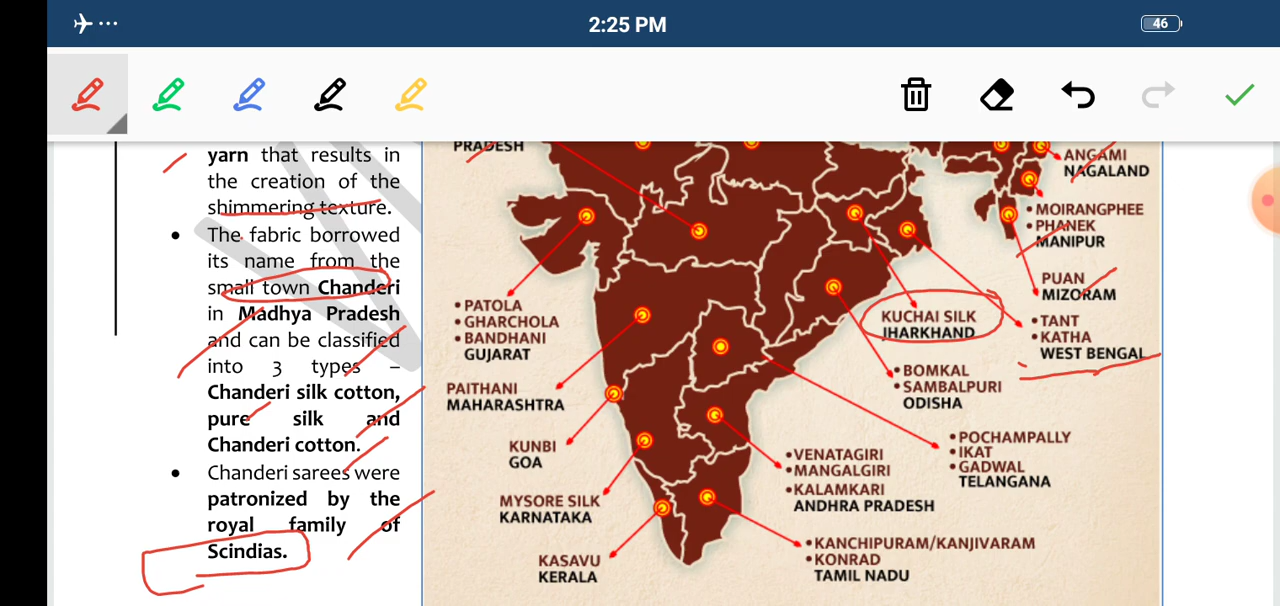 2:25 PM
46
yarn that results in
the creation of the
shimmering texture.
• The fabric borrowed
its name from the
small town Chanderi
in Madhya Pradesh
and can be classified
into 3 types –
Chanderi silk cotton,
pure silk and
Chanderi cotton.
• Chanderi sarees were
patronized by the
royal family of
Scindias.
PRADESH
ANGAMI
NAGALAND
• MOIRANGPHEE
• PHANEK
MANIPUR
PUAN
MIZORAM
• PATOLA
• GHARCHOLA
• BANDHANI
GUJARAT
KUCHAI SILK
JHARKHAND
• TANT
• KATHA
WEST BENGAL
PAITHANI
MAHARASHTRA
• BOMKAL
• SAMBALPURI
ODISHA
KUNBI
GOA
• VENATAGIRI
• MANGALGIRI
• KALAMKARI
ANDHRA PRADESH
• POCHAMPALLY
• IKAT
• GADWAL
TELANGANA
MYSORE SILK
KARNATAKA
KASAVU
KERALA
• KANCHIPURAM/KANJIVARAM
• KONRAD
TAMIL NADU